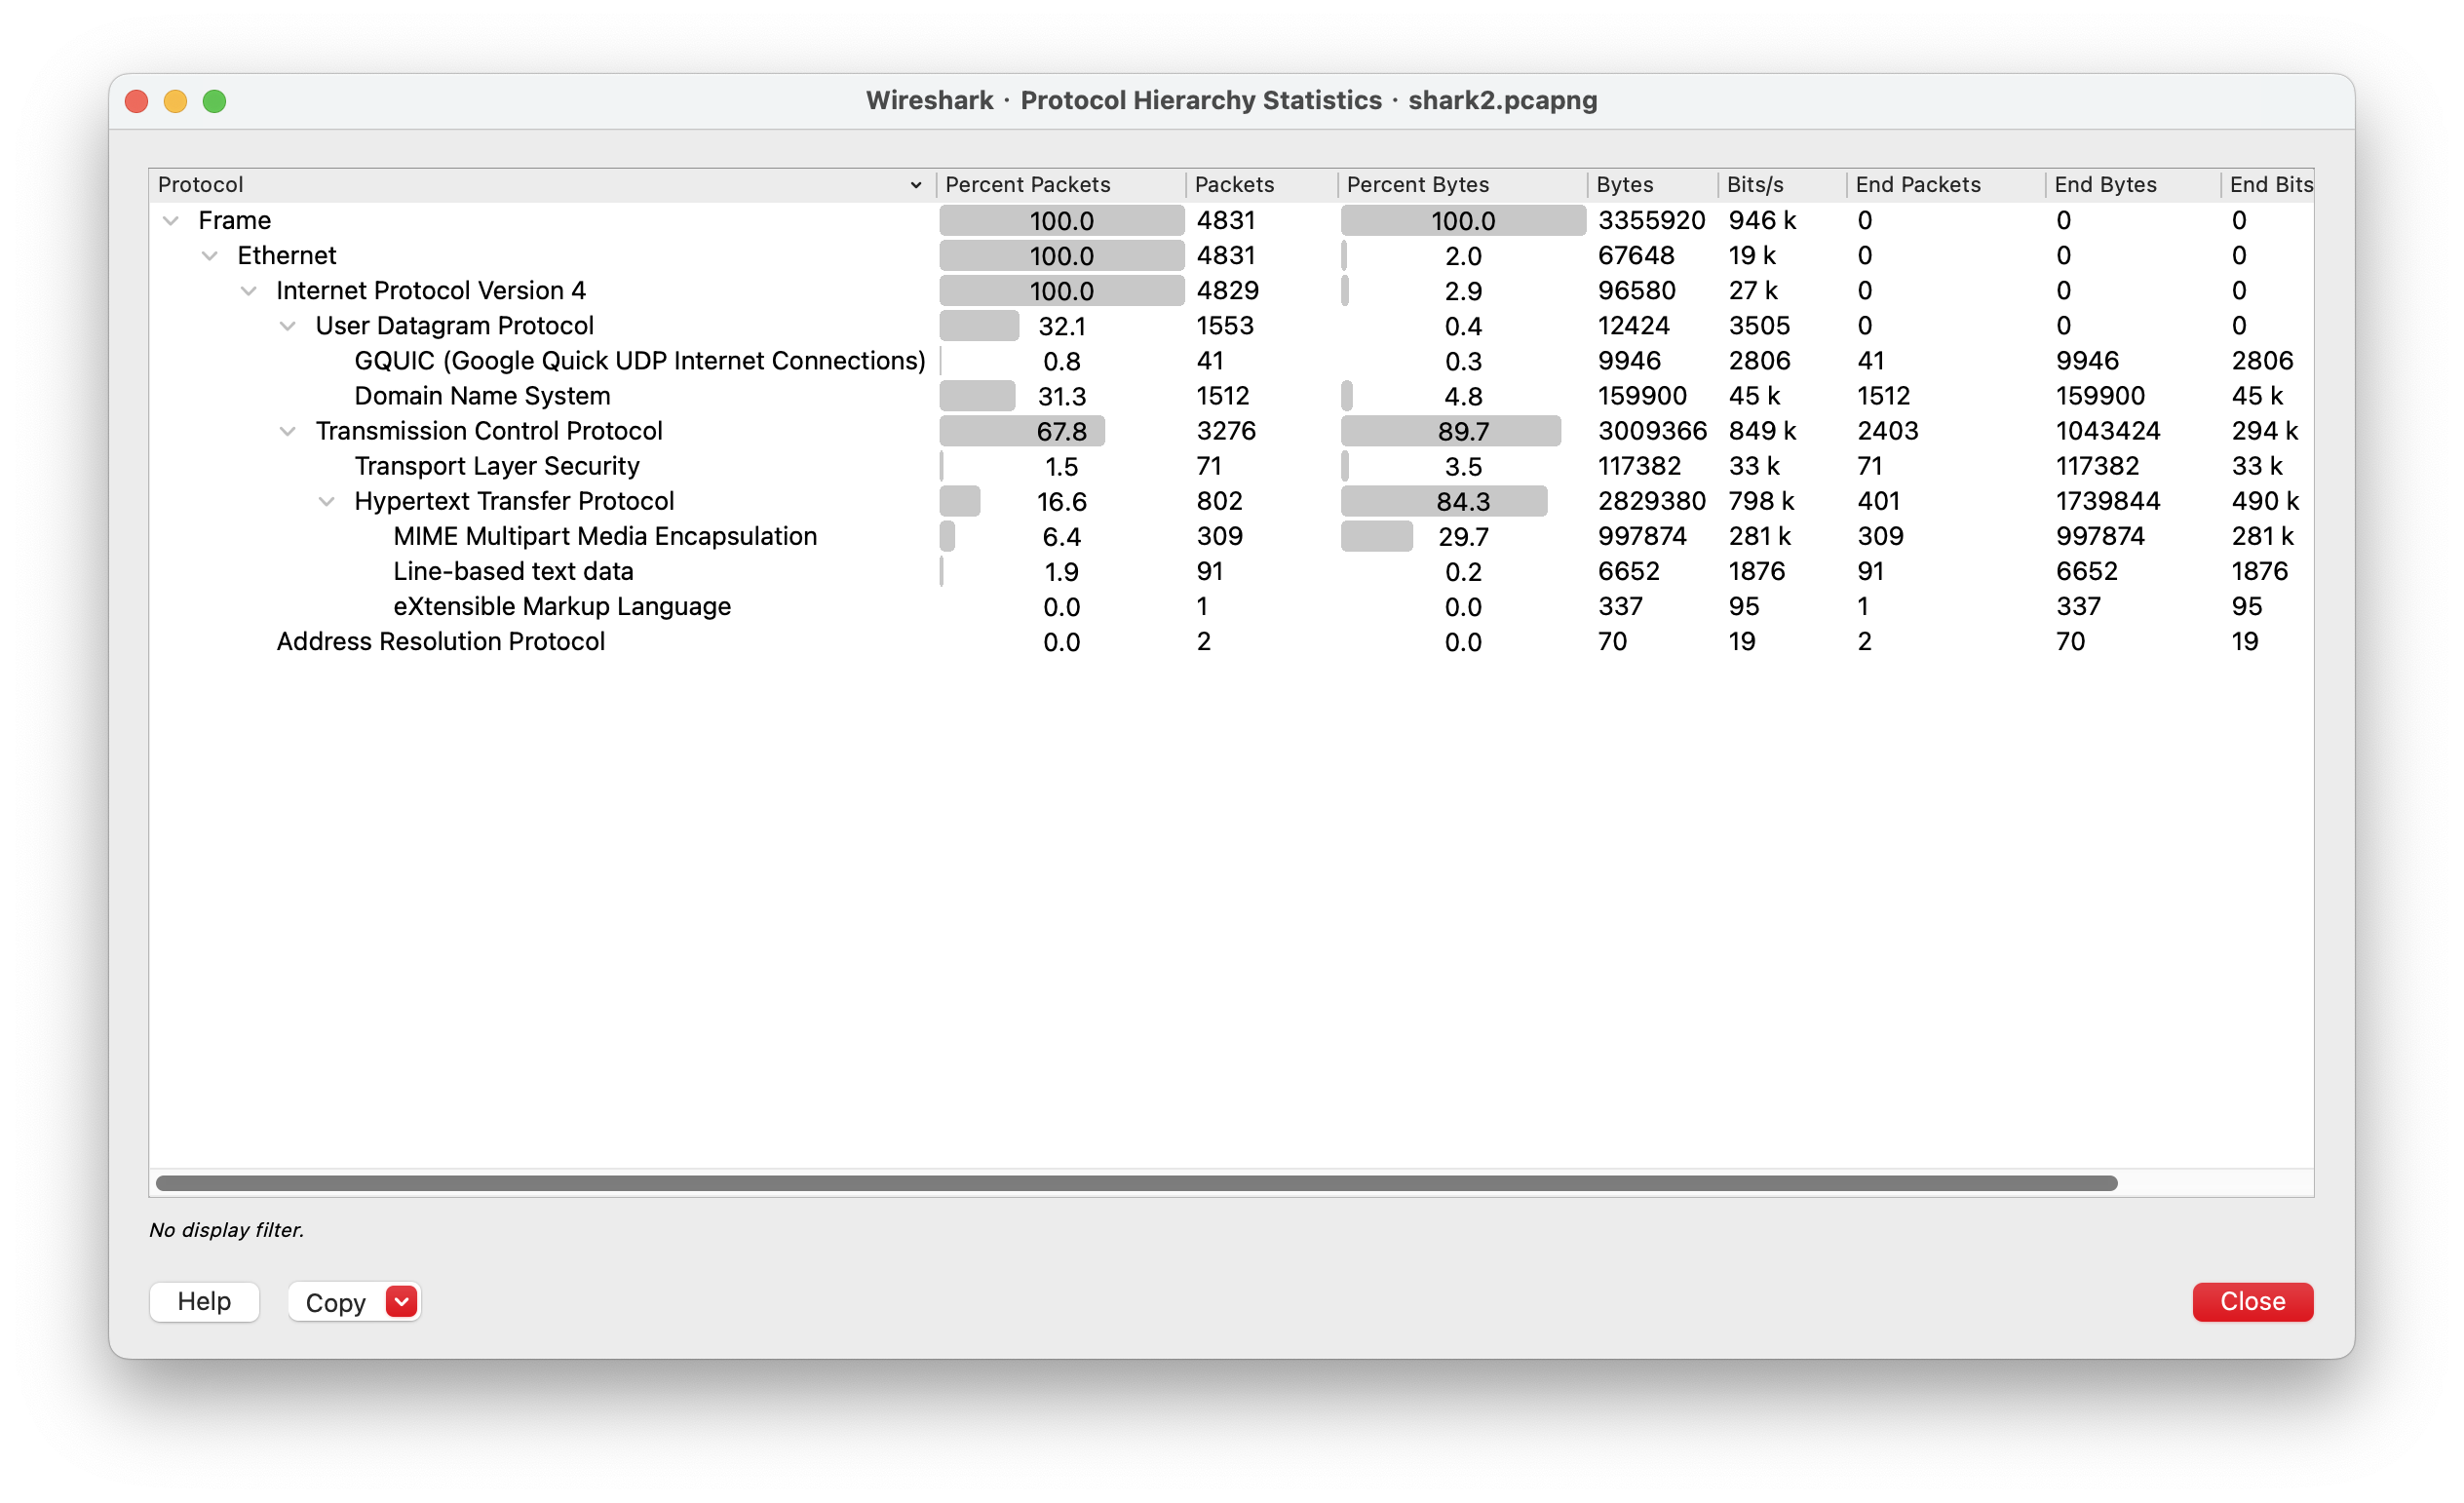 Wireshark · Protocol Hierarchy Statistics · shark2.pcapng
Protocol Percent Packets Packets Percent Bytes Bytes Bits/s End Packets End Bytes End Bits
Frame 100.0 4831 100.0 3355920 946 k 0 0 0
Ethernet 100.0 4831 2.0 67648 19 k 0 0 0
Internet Protocol Version 4 100.0 4829 2.9 96580 27 k 0 0 0
User Datagram Protocol 32.1 1553 0.4 12424 3505 0 0 0
GQUIC (Google Quick UDP Internet Connections) 0.8 41 0.3 9946 2806 41 9946 2806
Domain Name System 31.3 1512 4.8 159900 45 k 1512 159900 45 k
Transmission Control Protocol 67.8 3276 89.7 3009366 849 k 2403 1043424 294 k
Transport Layer Security 1.5 71 3.5 117382 33 k 71 117382 33 k
Hypertext Transfer Protocol 16.6 802 84.3 2829380 798 k 401 1739844 490 k
MIME Multipart Media Encapsulation 6.4 309 29.7 997874 281 k 309 997874 281 k
Line-based text data 1.9 91 0.2 6652 1876 91 6652 1876
eXtensible Markup Language 0.0 1 0.0 337 95 1 337 95
Address Resolution Protocol 0.0 2 0.0 70 19 2 70 19
No display filter.
Help Copy Close